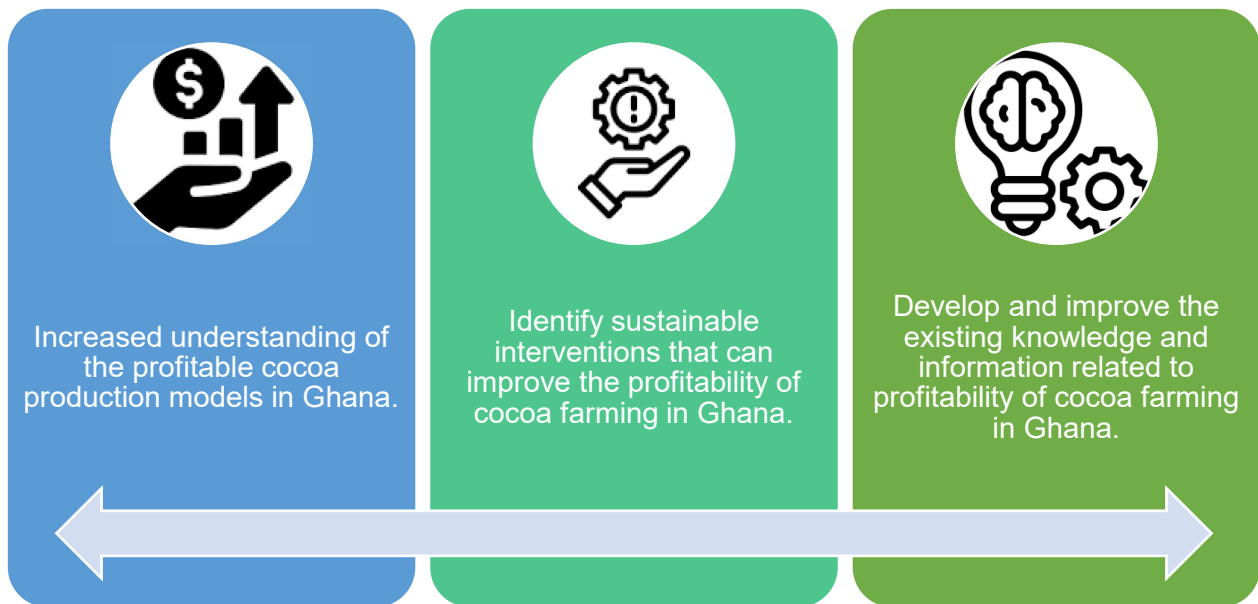 Increased understanding of
the profitable cocoa
production models in Ghana.
Identify sustainable
interventions that can
improve the profitability of
cocoa farming in Ghana.
Develop and improve the
existing knowledge and
information related to
profitability of cocoa farming
in Ghana.